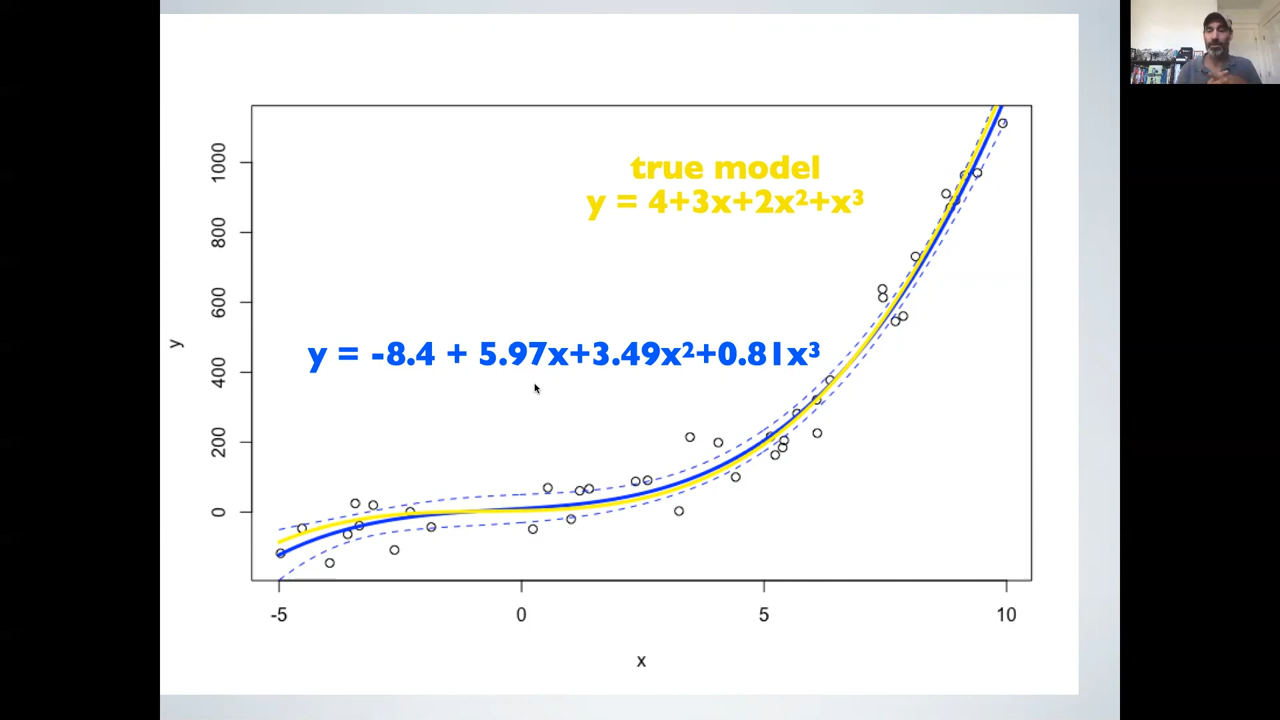 true model
y = 4+3x+2x²+x³
y = -8.4 + 5.97x+3.49x²+0.81x³
1000
800
600
400
200
0
y
-5 0 5 10
x